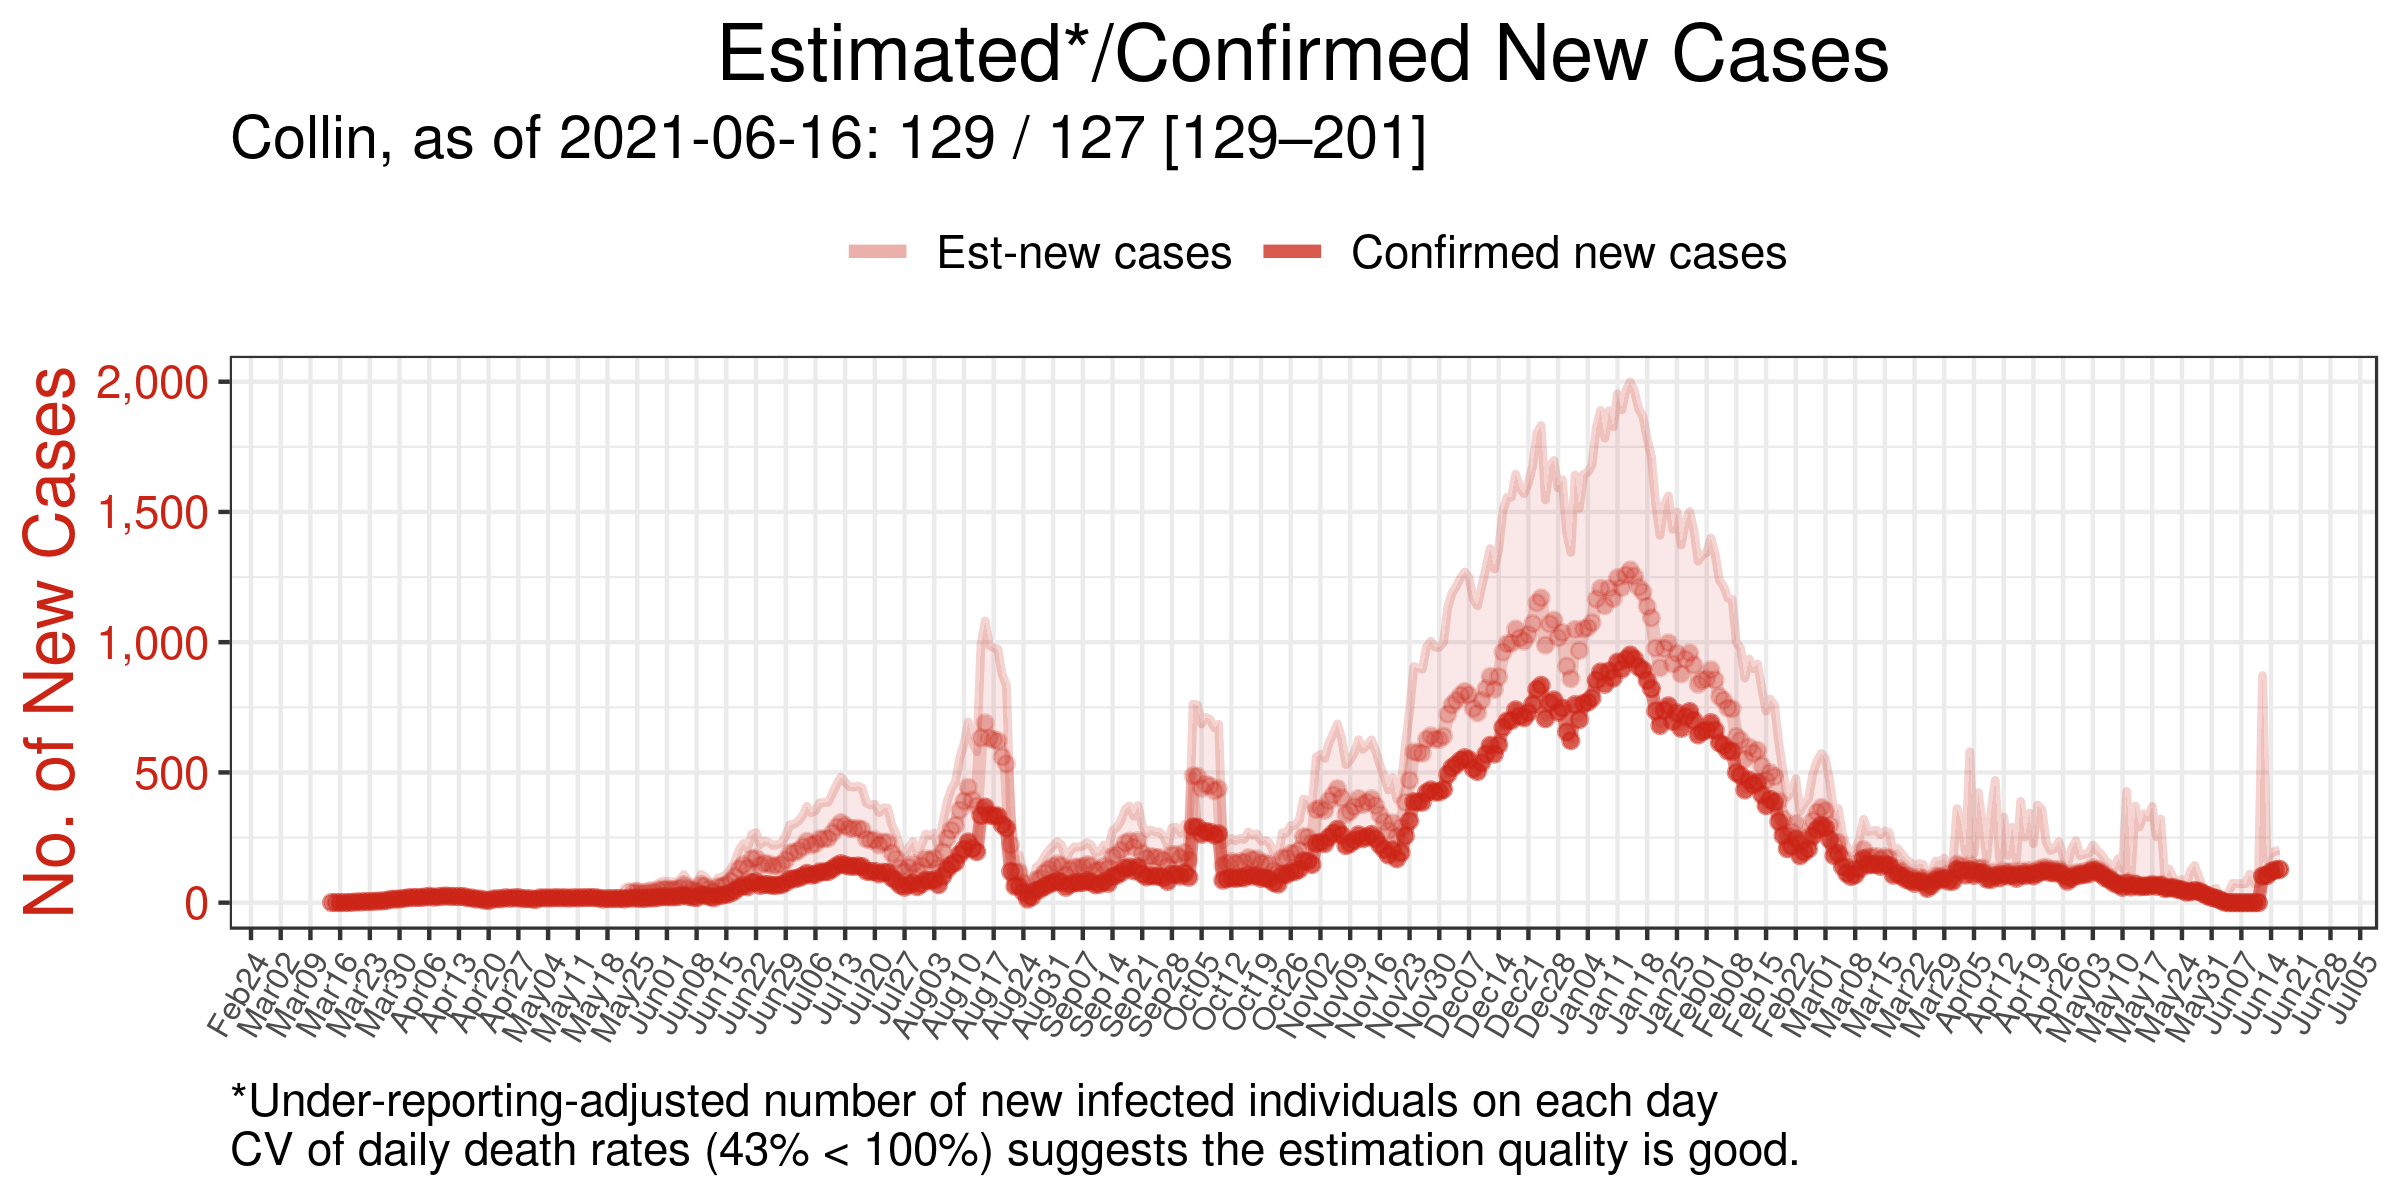 Estimated*/Confirmed New Cases
Collin, as of 2021-06-16: 129 / 127 [129–201]
Est-new cases Confirmed new cases
No. of New Cases
2,000
1,500
1,000
500
0
Feb24 Mar02 Mar09 Mar16 Mar23 Mar30 Apr06 Apr13 Apr20 Apr27 May04 May11 May18 May25 Jun01 Jun08 Jun15 Jun22 Jun29 Jul06 Jul13 Jul20 Jul27 Aug03 Aug10 Aug17 Aug24 Aug31 Sep07 Sep14 Sep21 Sep28 Oct05 Oct12 Oct19 Oct26 Nov02 Nov09 Nov16 Nov23 Nov30 Dec07 Dec14 Dec21 Dec28 Jan04 Jan11 Jan18 Jan25 Feb01 Feb08 Feb15 Feb22 Mar01 Mar08 Mar15 Mar22 Mar29 Apr05 Apr12 Apr19 Apr26 May03 May10 May17 May24 May31 Jun07 Jun14 Jun21 Jun28 Jul05
*Under-reporting-adjusted number of new infected individuals on each day
CV of daily death rates (43% < 100%) suggests the estimation quality is good.